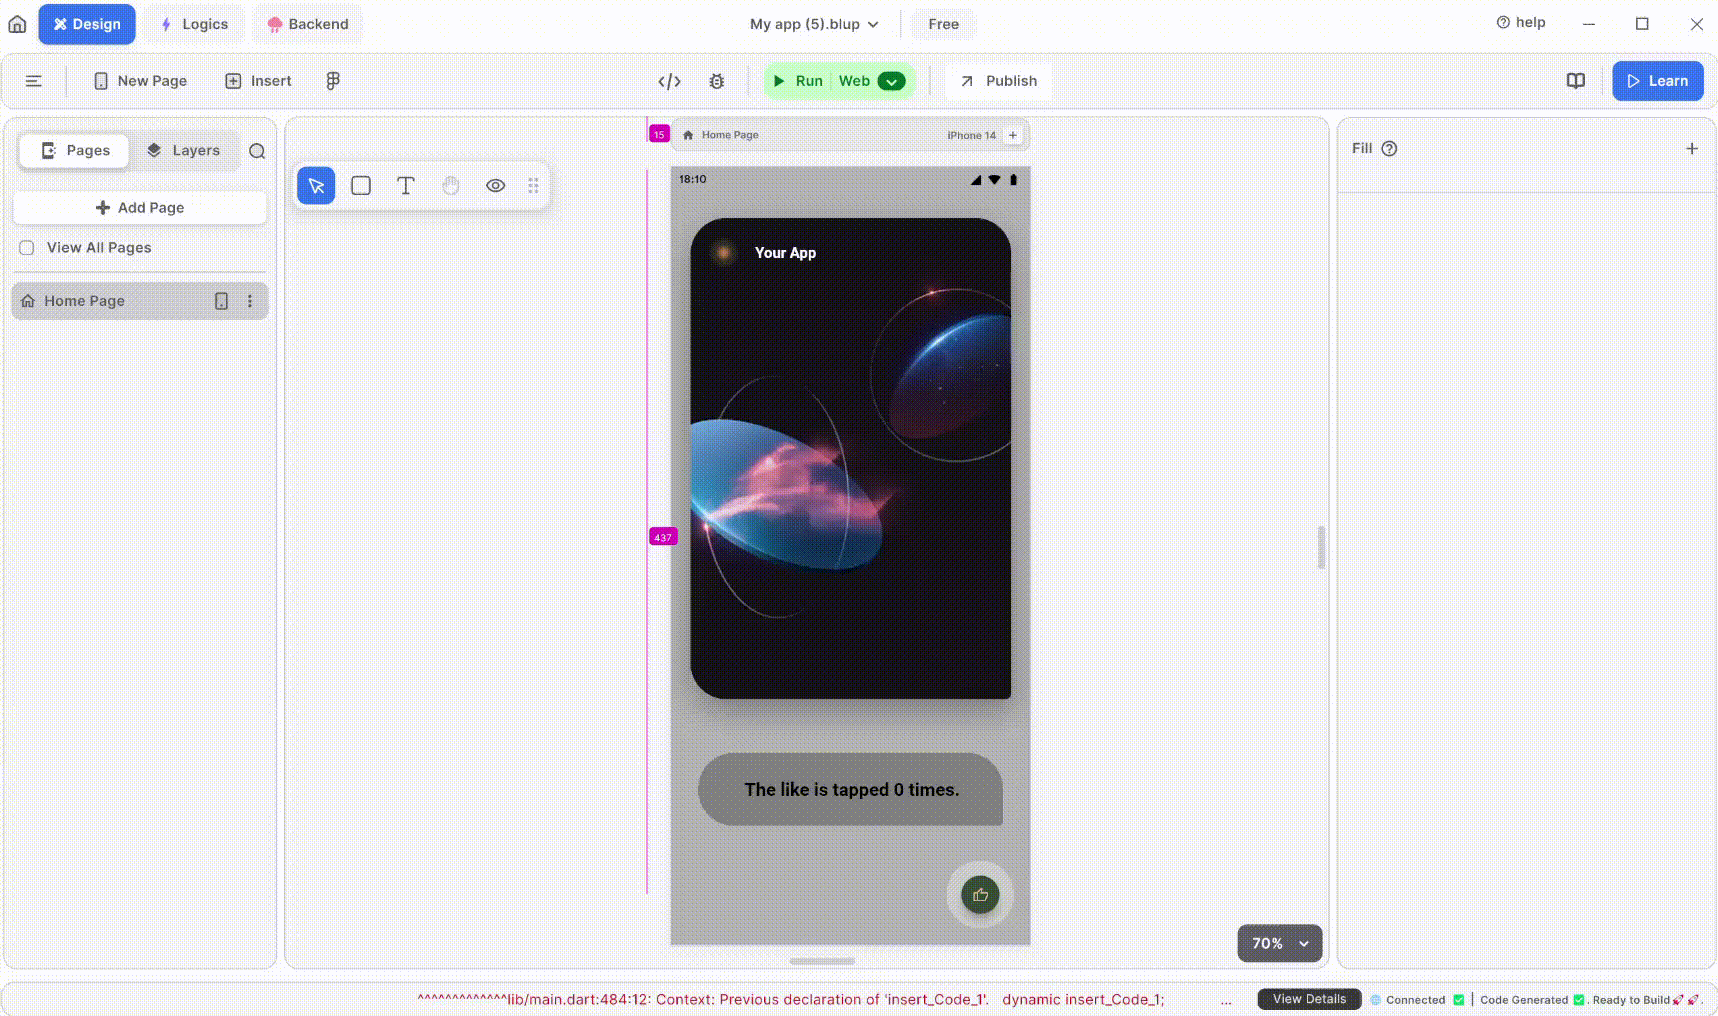 Design
Logics
Backend
My app (5).blup
Free
help
New Page
Insert
Run
Web
Publish
Learn
Pages
Layers
Add Page
View All Pages
Home Page
15
Home Page
iPhone 14
18:10
Your App
437
The like is tapped 0 times.
Fill
70%
^^^^^^^^^^^^^lib/main.dart:484:12: Context: Previous declaration of 'insert_Code_1'. dynamic insert_Code_1; ...
View Details
Connected ✅ | Code Generated ✅. Ready to Build🚀🚀.